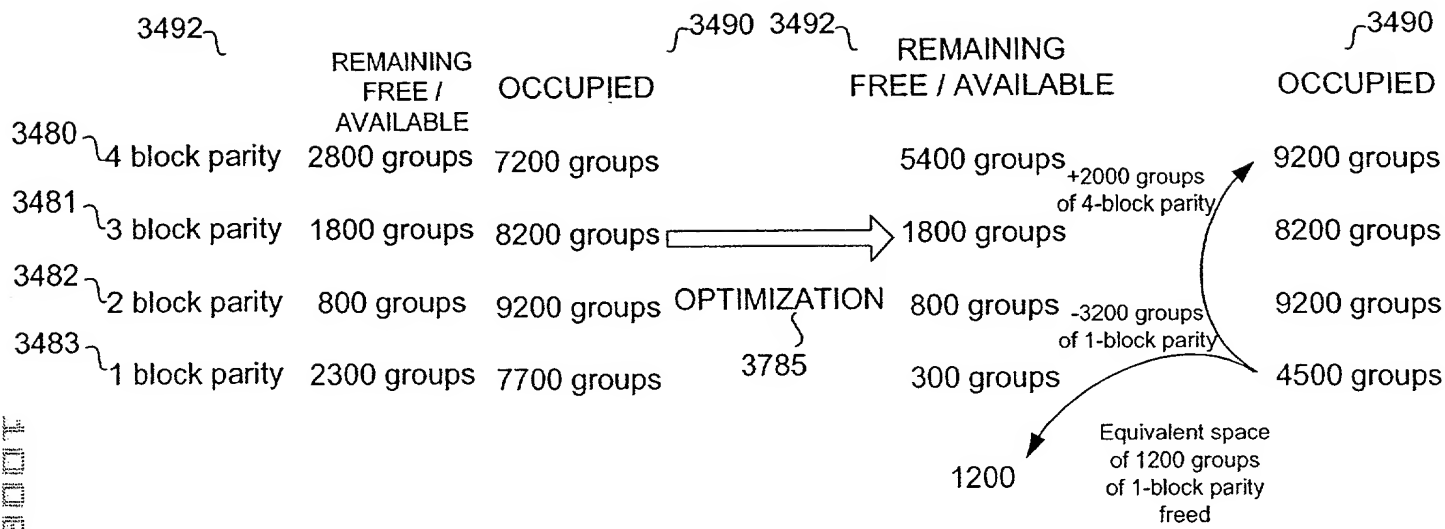 3492
3490 3492
3490
REMAINING
FREE /
AVAILABLE
OCCUPIED
REMAINING
FREE / AVAILABLE
OCCUPIED
3480
4 block parity 2800 groups 7200 groups 5400 groups 9200 groups
+2000 groups
of 4-block parity
3481
3 block parity 1800 groups 8200 groups 1800 groups 8200 groups
3482
2 block parity 800 groups 9200 groups OPTIMIZATION 800 groups 9200 groups
-3200 groups
of 1-block parity
3483
1 block parity 2300 groups 7700 groups 3785 300 groups 4500 groups
Equivalent space
of 1200 groups
of 1-block parity
freed
1200